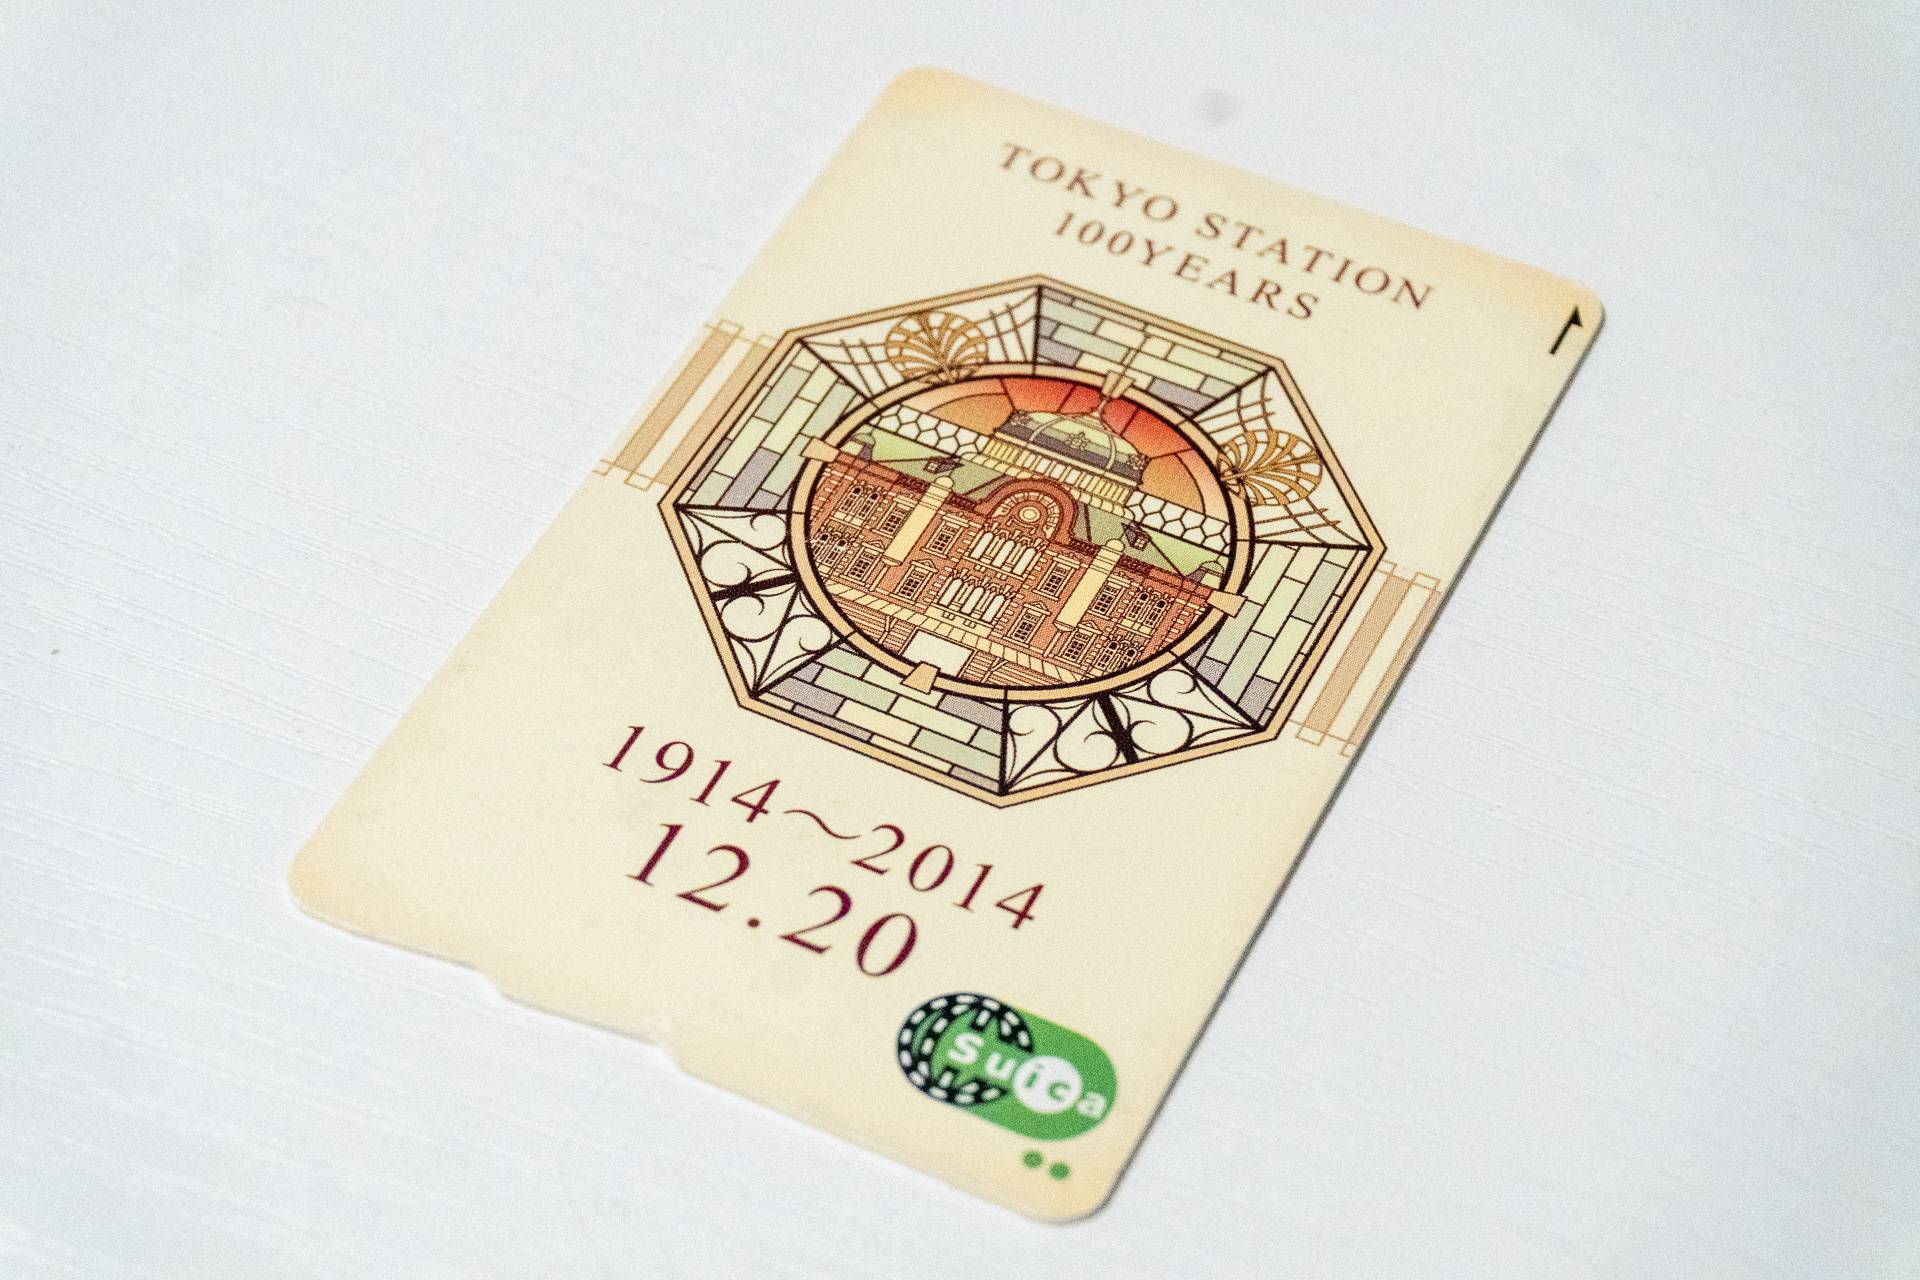 TOKYO STATION
100YEARS
1914〜2014
12.20
Suica